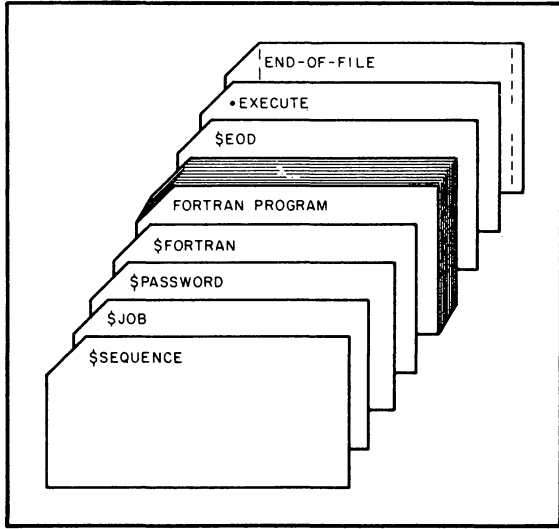 END-OF-FILE
•EXECUTE
$EOD
FORTRAN PROGRAM
$FORTRAN
$PASSWORD
$JOB
$SEQUENCE